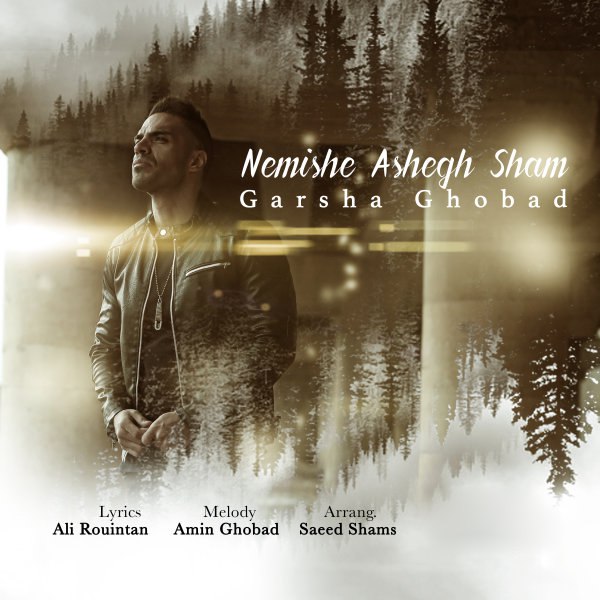 Nemishe Ashegh Sham
Garsha Ghobad
Lyrics Melody Arrang.
Ali Rouintan Amin Ghobad Saeed Shams